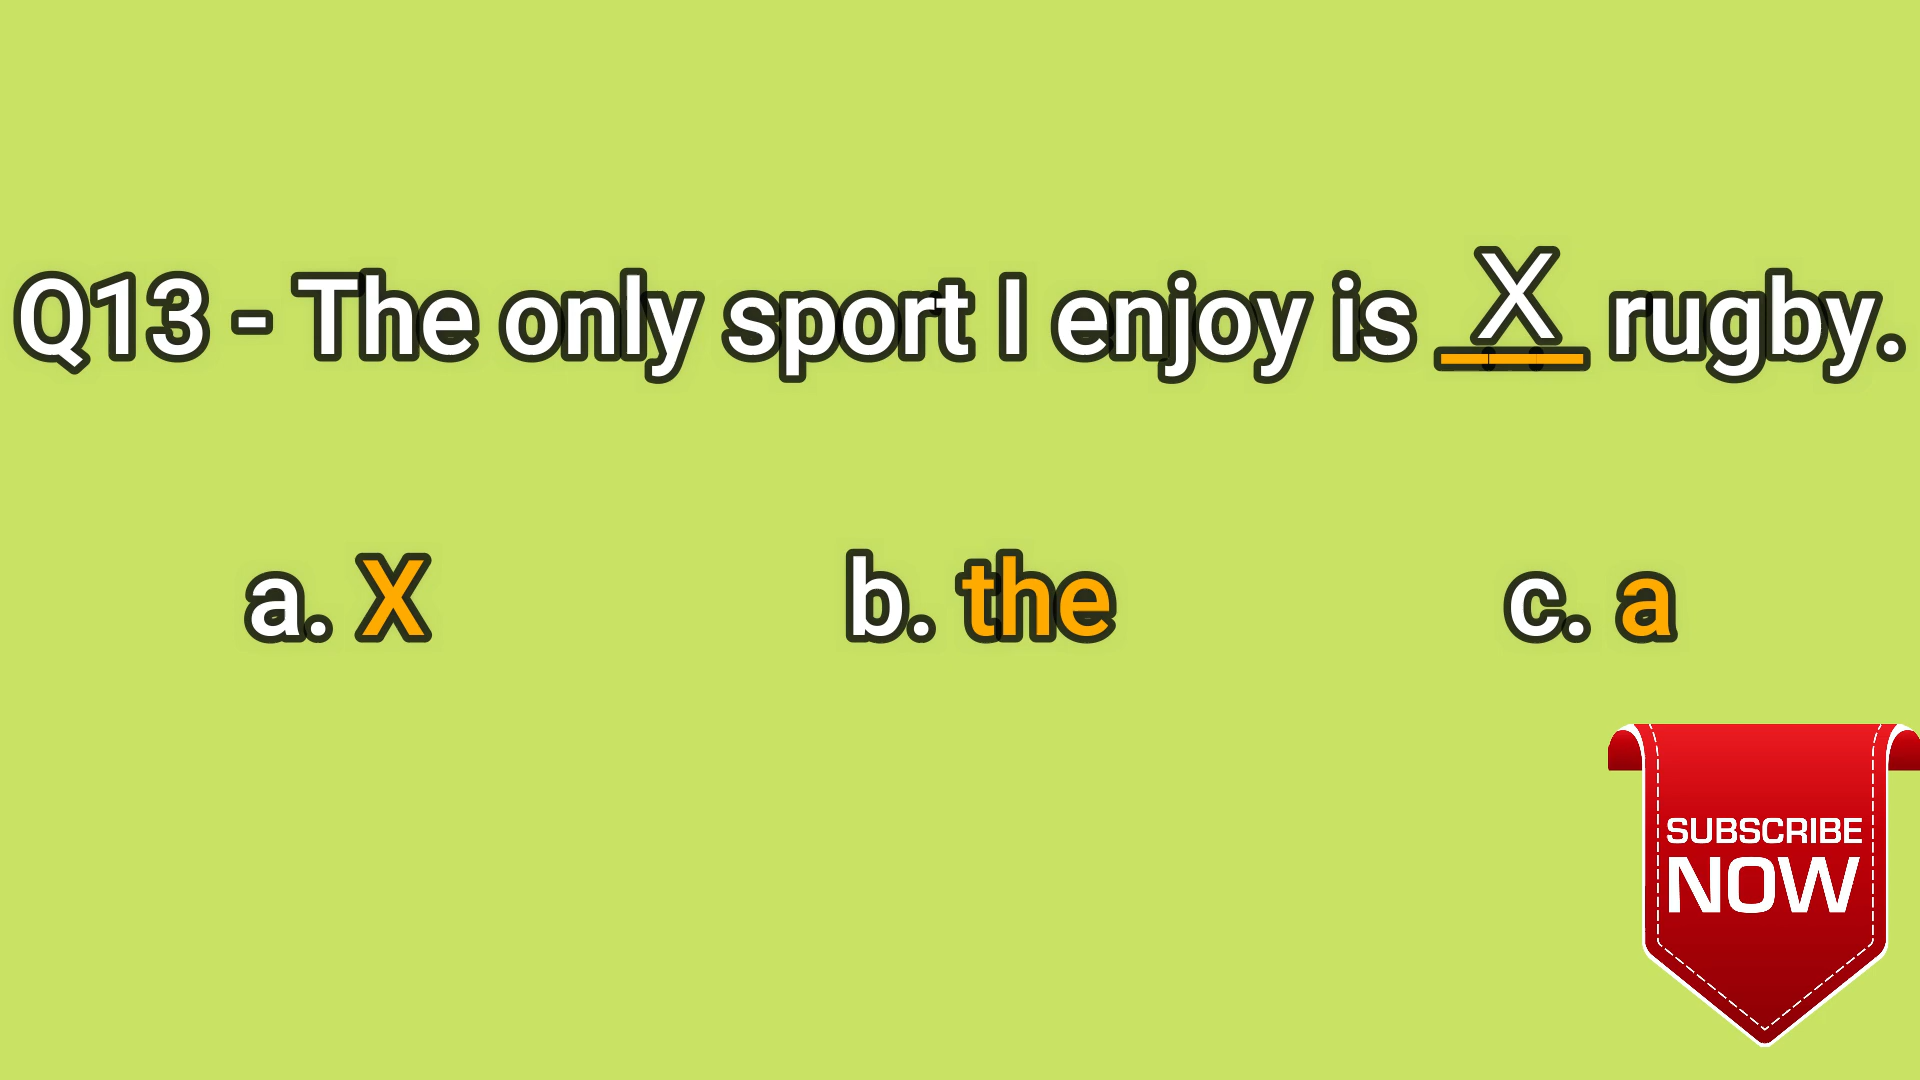 Q13 - The only sport I enjoy is X rugby.
a. X b. the c. a
SUBSCRIBE
NOW